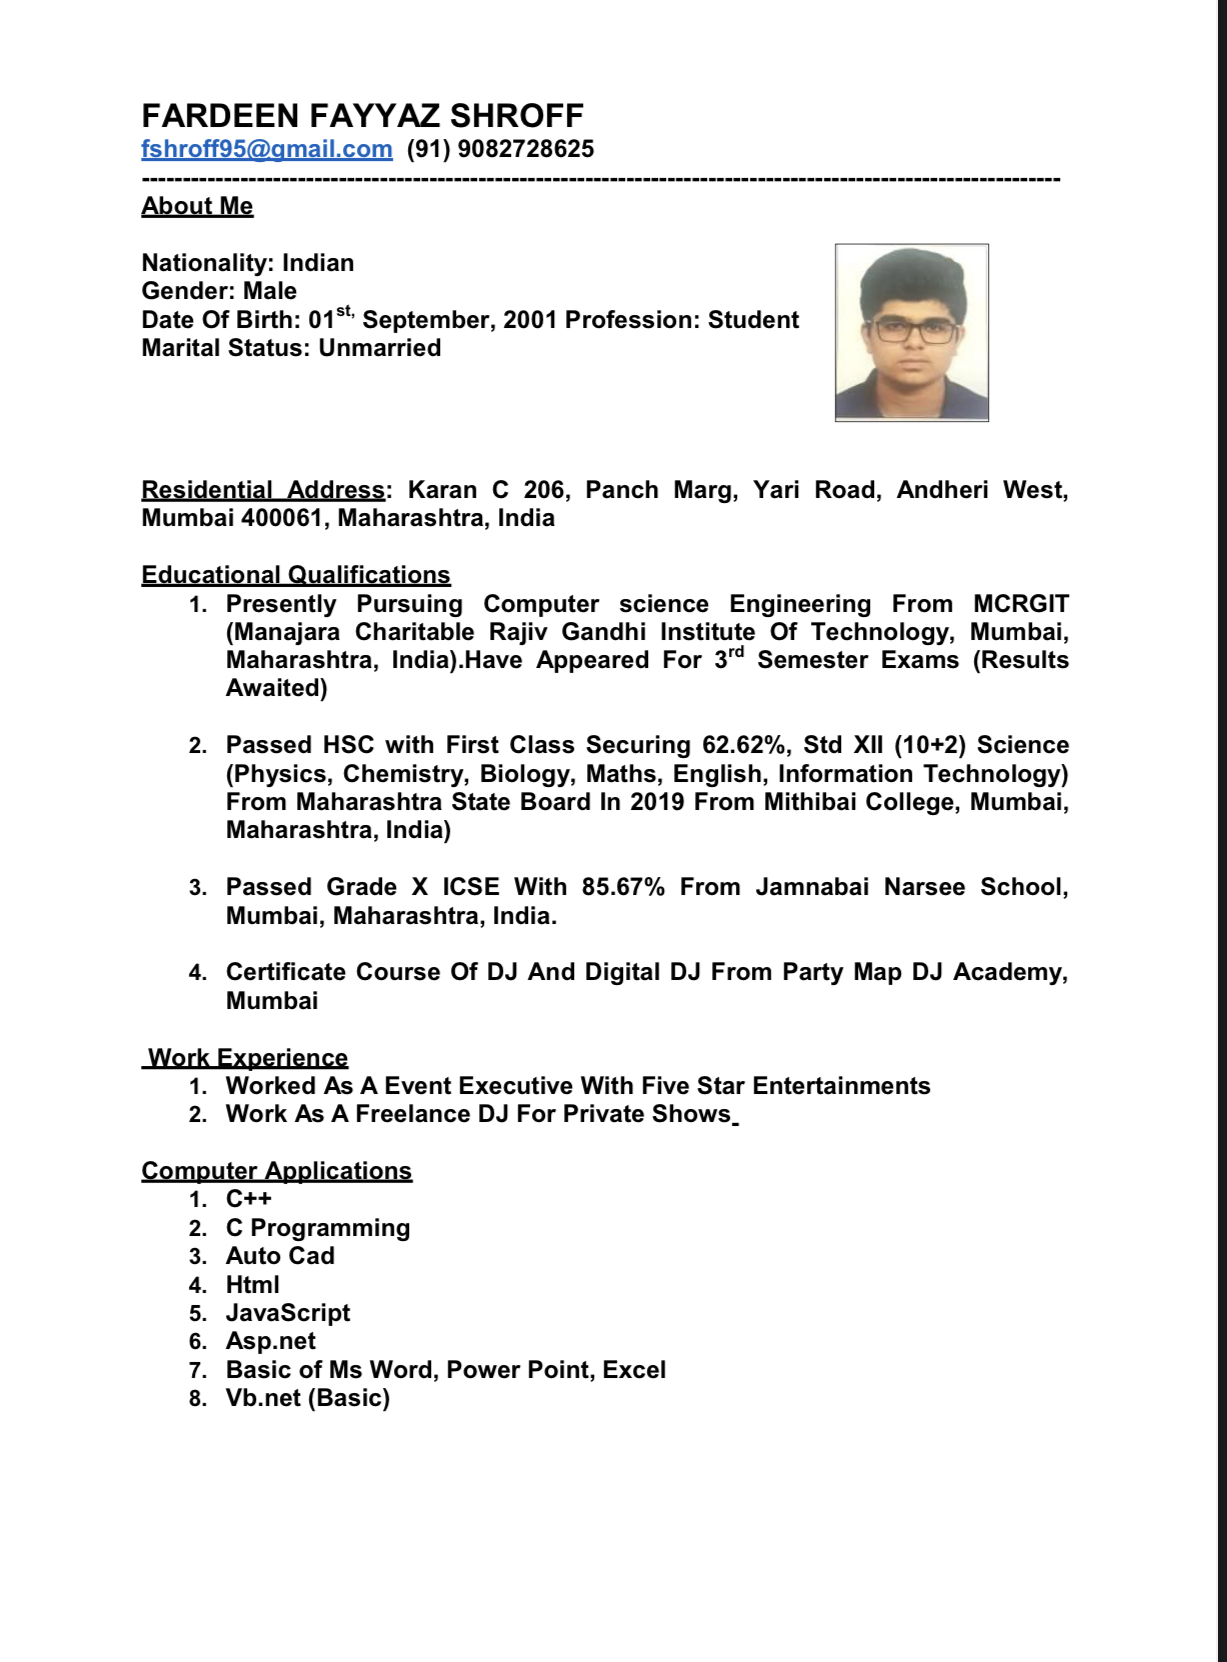 FARDEEN FAYYAZ SHROFF
fshroff95@gmail.com (91) 9082728625
----------------------------------------------------------------------------------------------------------------
About Me
Nationality: Indian
Gender: Male
Date Of Birth: 01st, September, 2001 Profession: Student
Marital Status: Unmarried
Residential Address: Karan C 206, Panch Marg, Yari Road, Andheri West,
Mumbai 400061, Maharashtra, India
Educational Qualifications
1. Presently Pursuing Computer science Engineering From MCRGIT
(Manajara Charitable Rajiv Gandhi Institute Of Technology, Mumbai,
Maharashtra, India).Have Appeared For 3rd Semester Exams (Results
Awaited)
2. Passed HSC with First Class Securing 62.62%, Std XII (10+2) Science
(Physics, Chemistry, Biology, Maths, English, Information Technology)
From Maharashtra State Board In 2019 From Mithibai College, Mumbai,
Maharashtra, India)
3. Passed Grade X ICSE With 85.67% From Jamnabai Narsee School,
Mumbai, Maharashtra, India.
4. Certificate Course Of DJ And Digital DJ From Party Map DJ Academy,
Mumbai
Work Experience
1. Worked As A Event Executive With Five Star Entertainments
2. Work As A Freelance DJ For Private Shows
Computer Applications
1. C++
2. C Programming
3. Auto Cad
4. Html
5. JavaScript
6. Asp.net
7. Basic of Ms Word, Power Point, Excel
8. Vb.net (Basic)